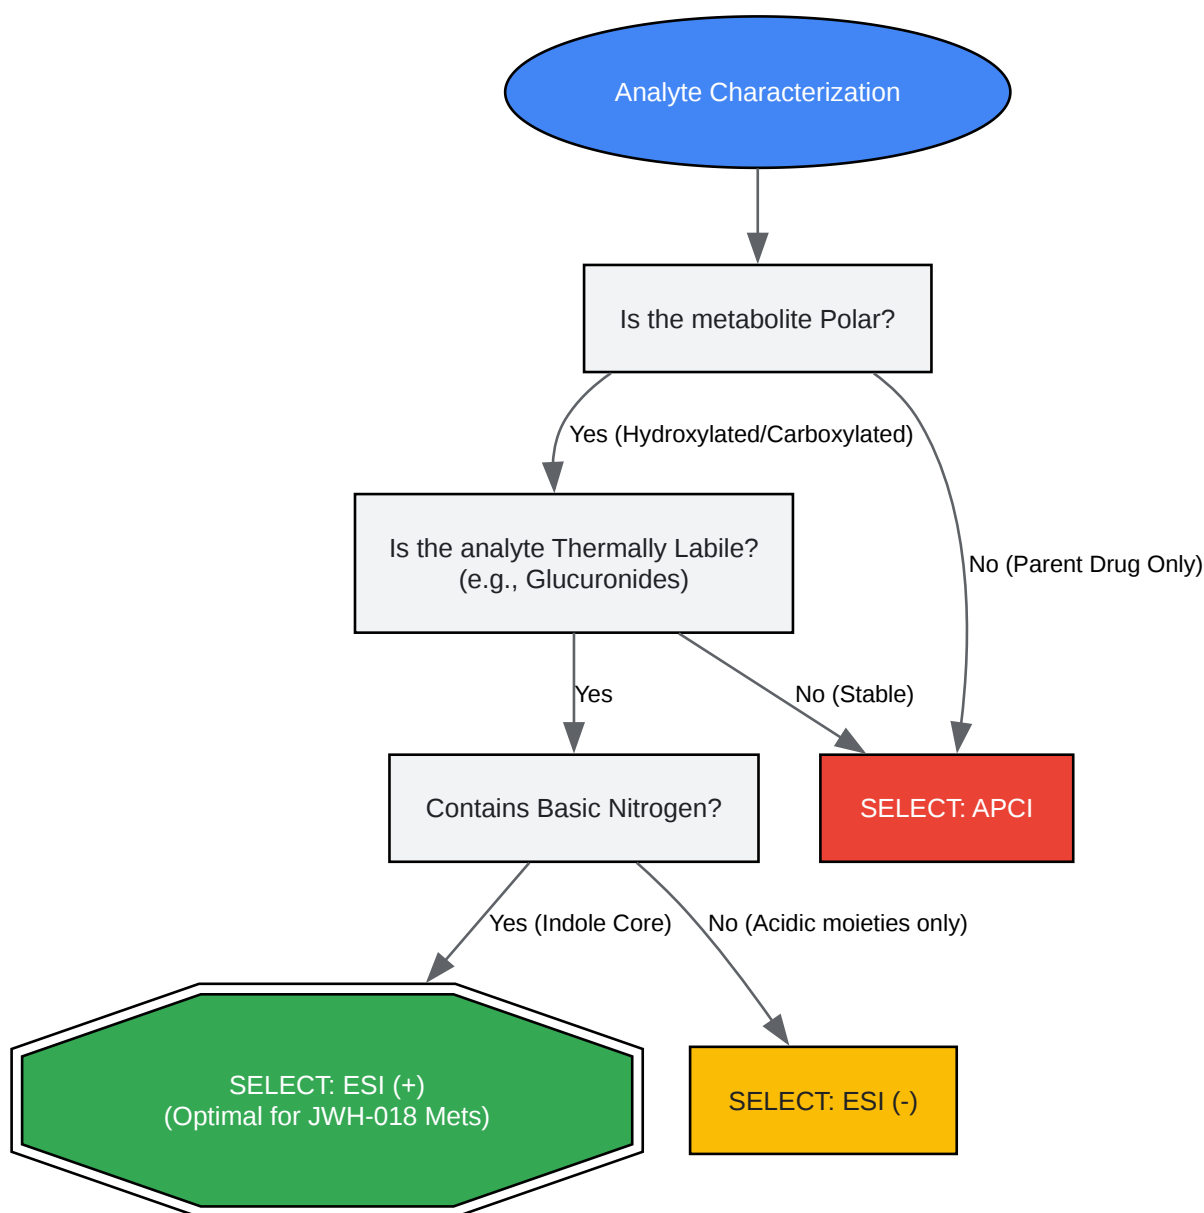 Analyte Characterization
Is the metabolite Polar?
Yes (Hydroxylated/Carboxylated)
Is the analyte Thermally Labile?
(e.g., Glucuronides)
No (Parent Drug Only)
Yes
No (Stable)
Contains Basic Nitrogen?
SELECT: APCI
Yes (Indole Core)
No (Acidic moieties only)
SELECT: ESI (+)
(Optimal for JWH-018 Mets)
SELECT: ESI (-)